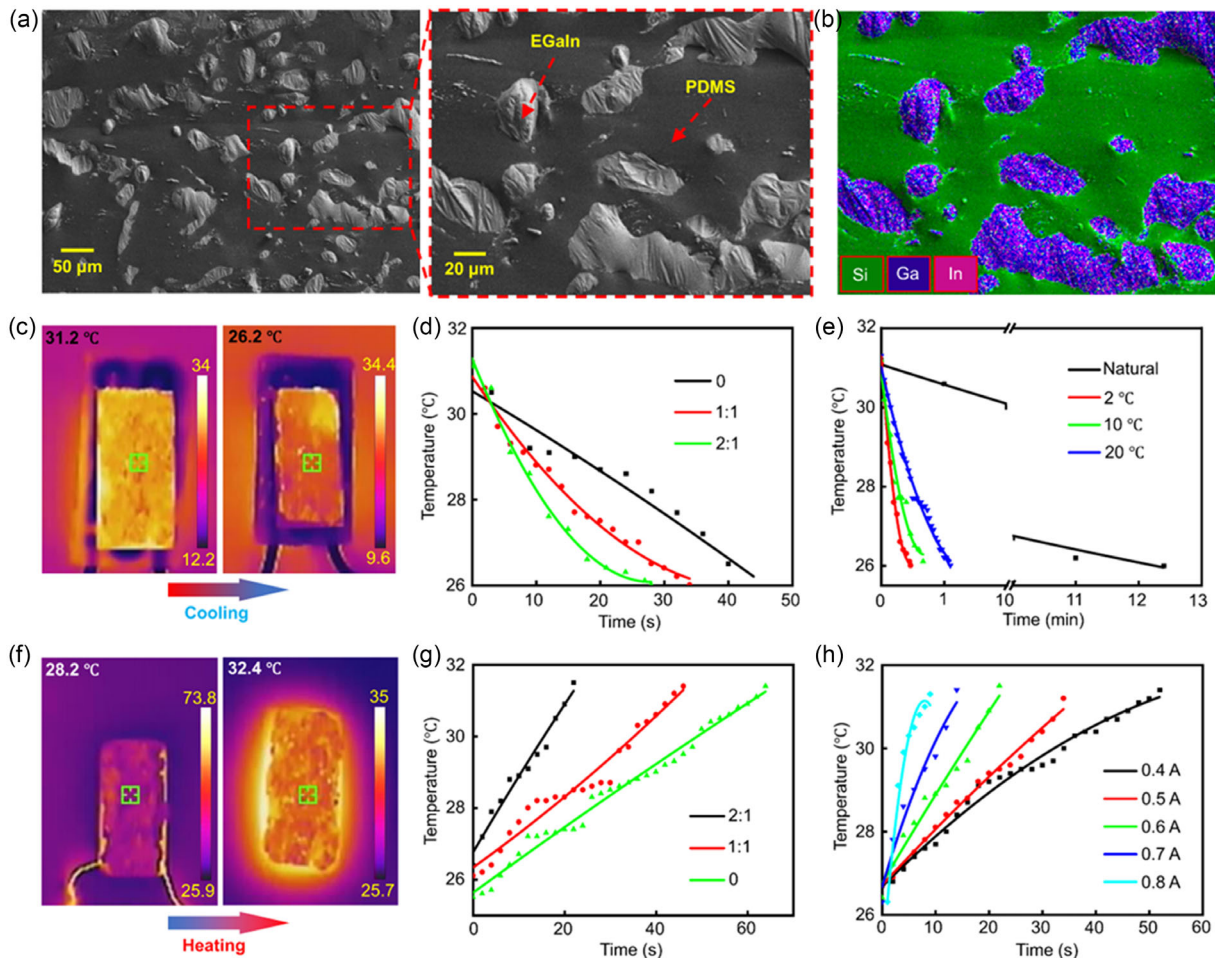 (a)
EGaIn
PDMS
50 μm
20 μm
(b)
Si
Ga
In
(c)
31.2 ℃
34
12.2
26.2 ℃
34.4
9.6
Cooling
(d)
Temperature (℃)
32
30
28
26
0
1:1
2:1
0 10 20 30 40 50
Time (s)
(e)
Temperature (℃)
32
30
28
26
Natural
2 ℃
10 ℃
20 ℃
0 1 10 11 12 13
Time (min)
(f)
28.2 ℃
73.8
25.9
32.4 ℃
35
25.7
Heating
(g)
Temperature (℃)
32
30
28
26
24
2:1
1:1
0
0 20 40 60
Time (s)
(h)
Temperature (℃)
32
30
28
26
0.4 A
0.5 A
0.6 A
0.7 A
0.8 A
0 10 20 30 40 50 60
Time (s)